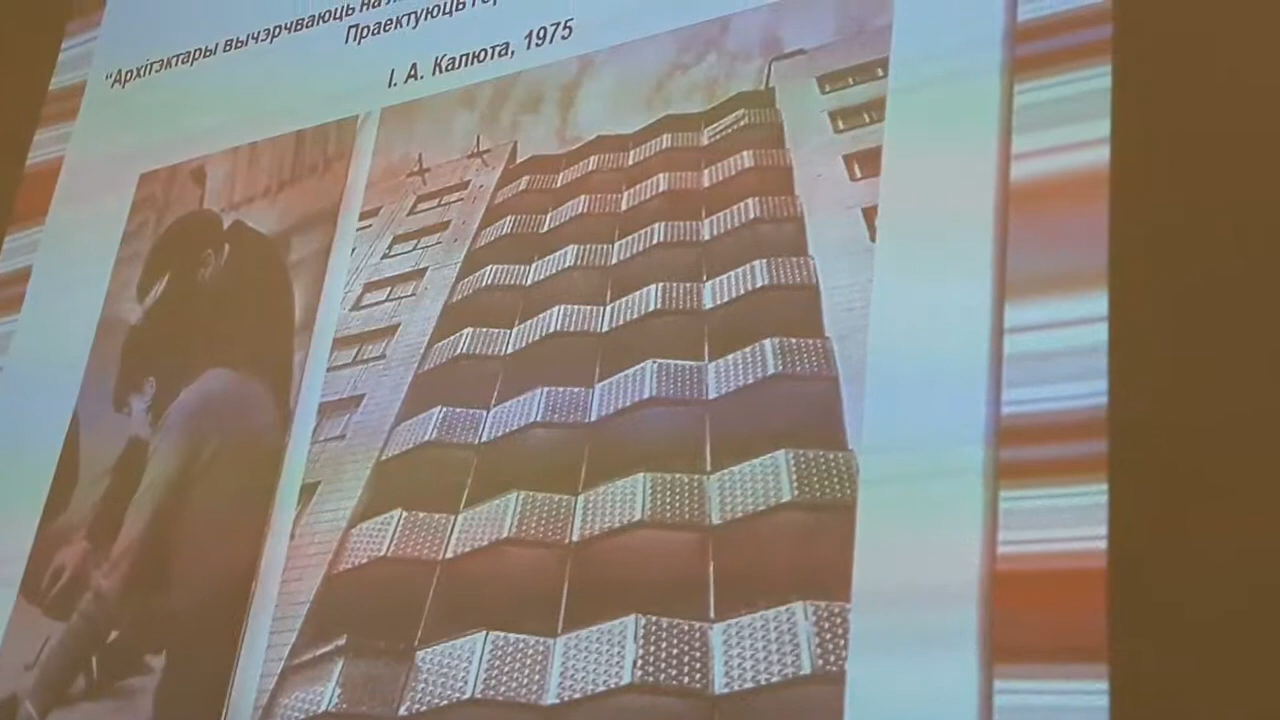 “Архітэктары вычэрчваюць на
Праектуюць
І. А. Калюта, 1975